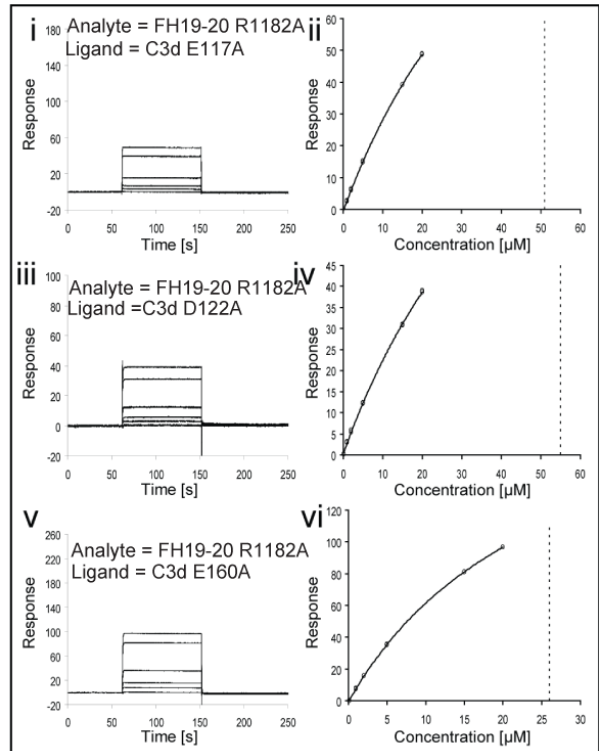 i
Analyte = FH19-20 R1182A
Ligand = C3d E117A
Response
180
140
100
60
20
-20
0 50 100 150 200 250
Time [s]
ii
Response
60
50
40
30
20
10
0
0 10 20 30 40 50 60
Concentration [µM]
iii
Analyte = FH19-20 R1182A
Ligand =C3d D122A
Response
100
80
60
40
20
0
-20
0 50 100 150 200 250
Time [s]
iv
Response
45
40
35
30
25
20
15
10
5
0
0 10 20 30 40 50 60
Concentration [µM]
v
Analyte = FH19-20 R1182A
Ligand = C3d E160A
Response
260
220
180
140
100
60
20
-20
0 50 100 150 200 250
Time [s]
vi
Response
120
100
80
60
40
20
0
0 5 10 15 20 25 30
Concentration [µM]